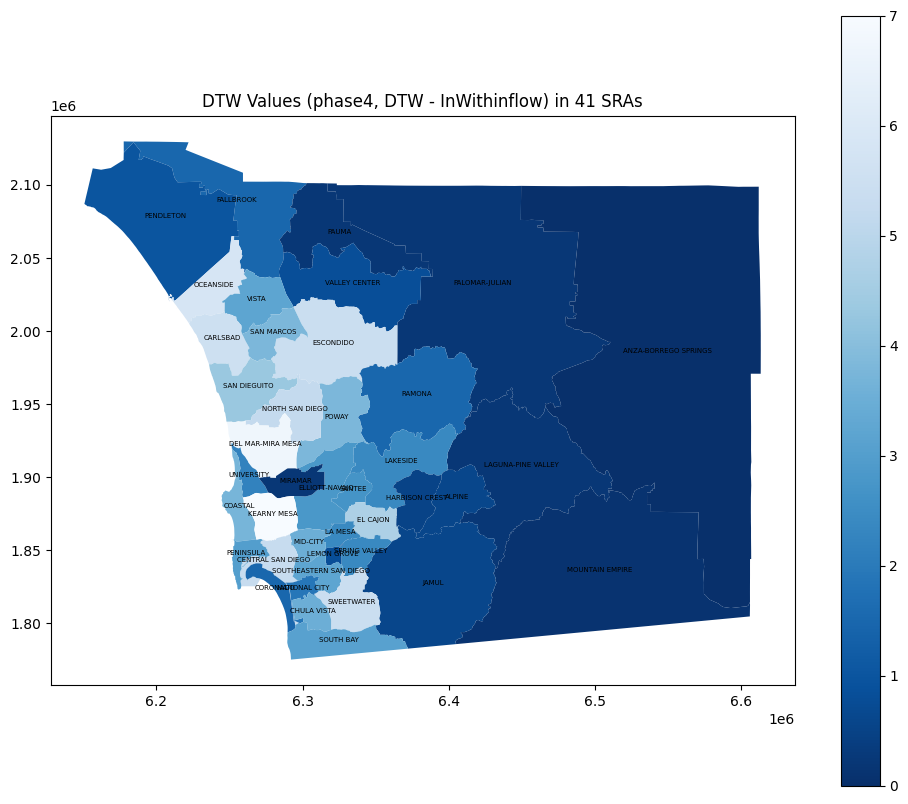 DTW Values (phase4, DTW - InWithinflow) in 41 SRAs
1e6
2.10
2.05
2.00
1.95
1.90
1.85
1.80
6.2
6.3
6.4
6.5
6.6
1e6
7
6
5
4
3
2
1
0
FALLBROOK
PENDLETON
PAUMA
OCEANSIDE
VALLEY CENTER
PALOMAR-JULIAN
VISTA
SAN MARCOS
CARLSBAD
ESCONDIDO
ANZA-BORREGO SPRINGS
SAN DIEGUITO
RAMONA
NORTH SAN DIEGO
POWAY
DEL MAR-MIRA MESA
LAKESIDE
LAGUNA-PINE VALLEY
UNIVERSITY
MIRAMAR
ELLIOTT-NAVAJO
SANTEE
HARBISON CREST
ALPINE
COASTAL
KEARNY MESA
EL CAJON
LA MESA
MID-CITY
PENINSULA
LEMON GROVE
SPRING VALLEY
CENTRAL SAN DIEGO
SOUTHEASTERN SAN DIEGO
MOUNTAIN EMPIRE
JAMUL
CORONADO
NATIONAL CITY
SWEETWATER
CHULA VISTA
SOUTH BAY